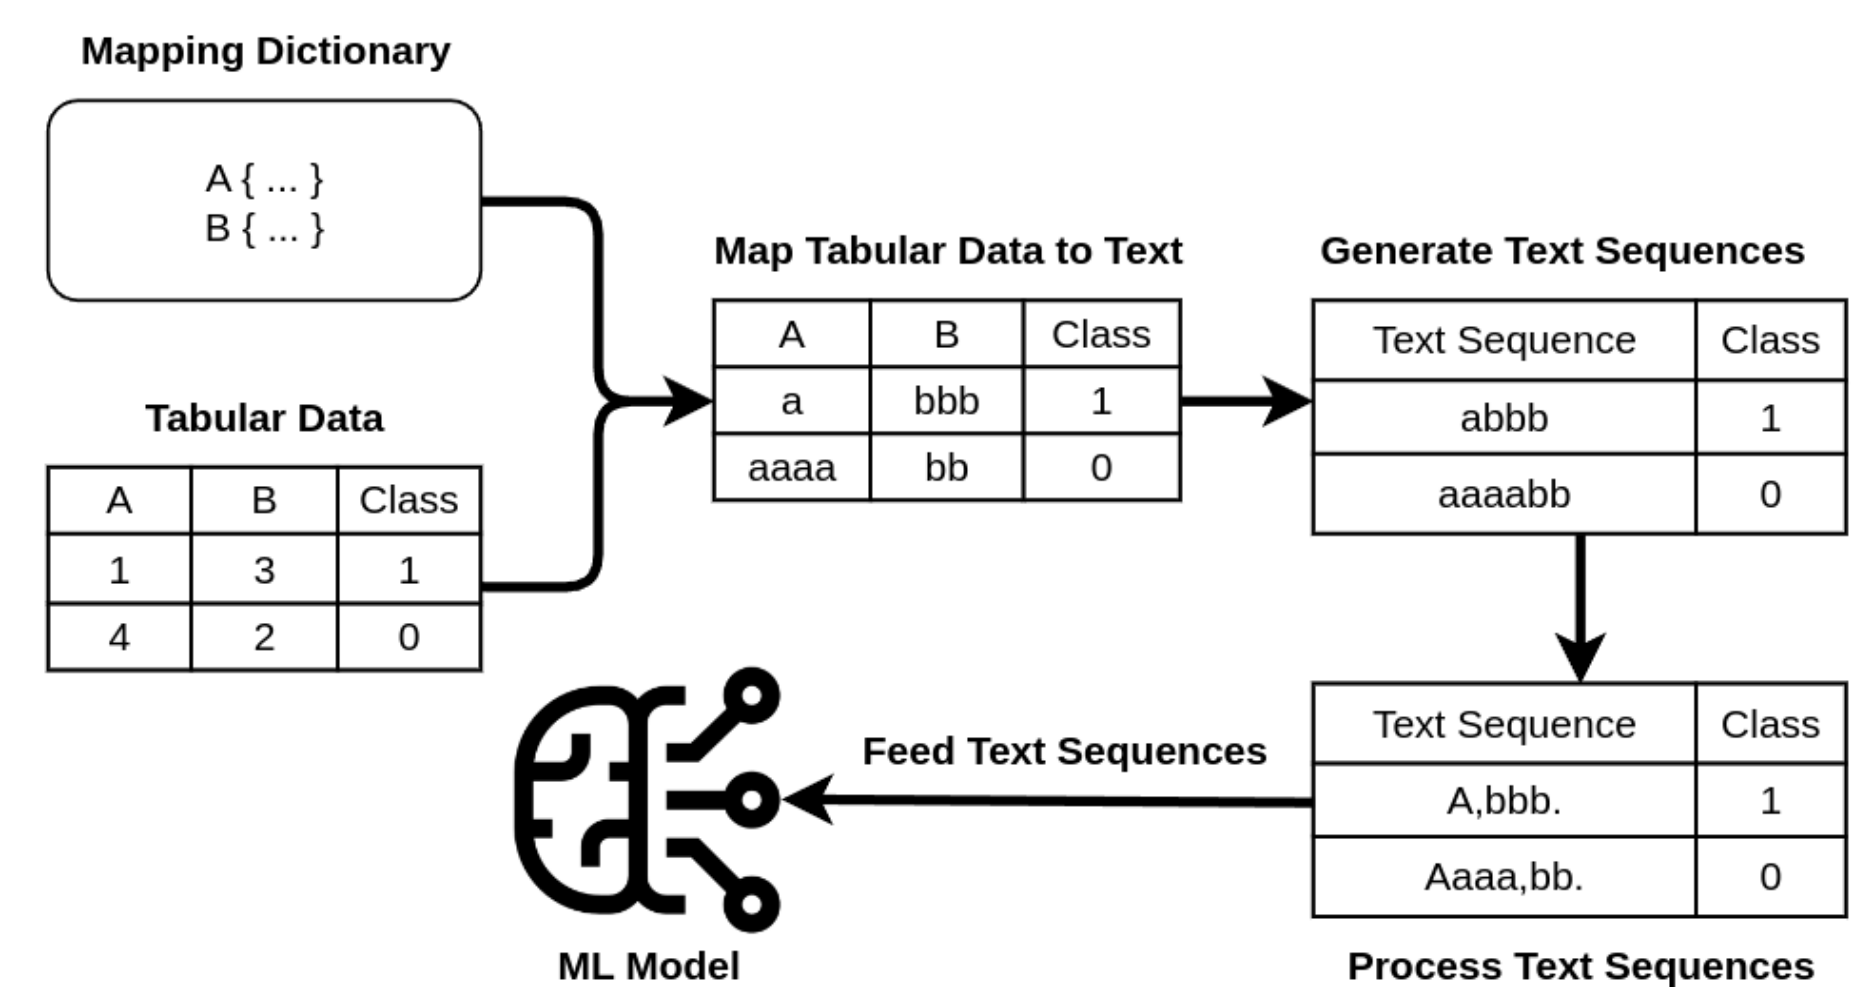 Mapping Dictionary
A { ... }
B { ... }
Tabular Data
A B Class
1 3 1
4 2 0
Map Tabular Data to Text
A B Class
a bbb 1
aaaa bb 0
Generate Text Sequences
Text Sequence Class
abbb 1
aaaabb 0
Text Sequence Class
A,bbb. 1
Aaaa,bb. 0
Process Text Sequences
Feed Text Sequences
ML Model